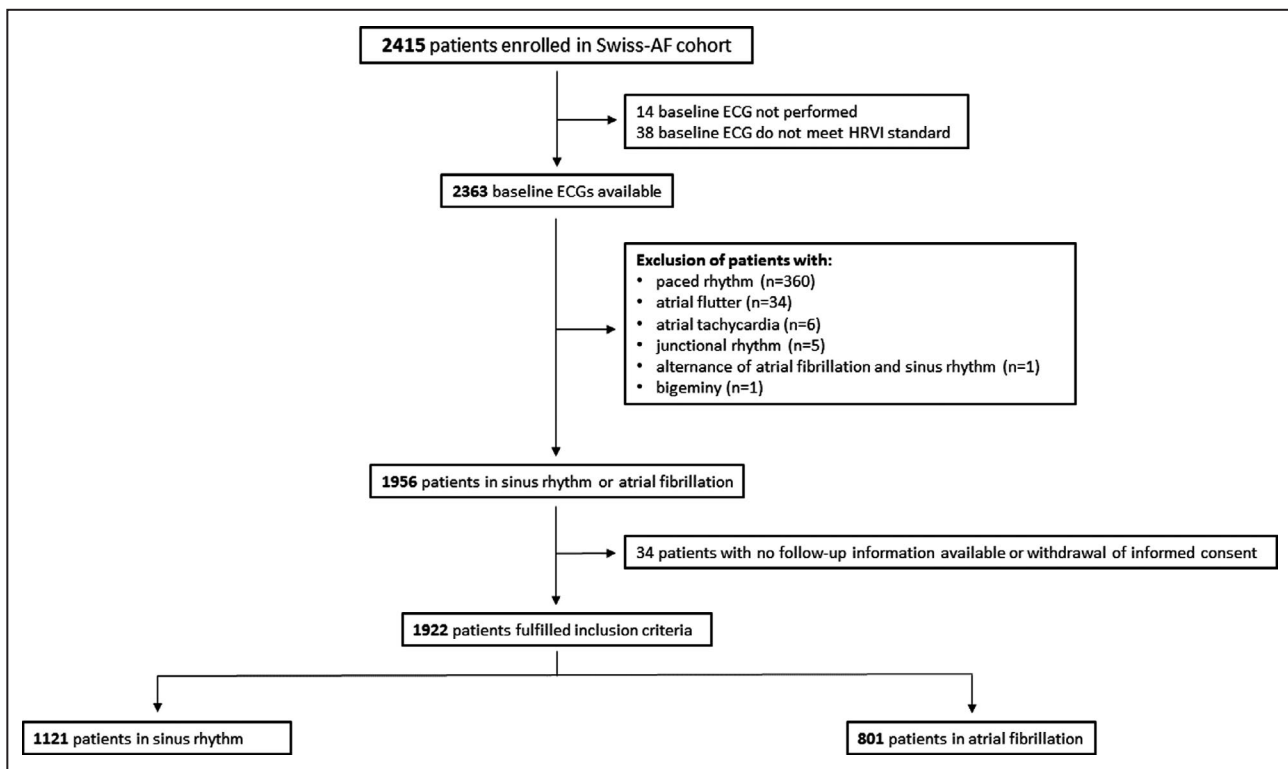 2415 patients enrolled in Swiss-AF cohort
14 baseline ECG not performed
38 baseline ECG do not meet HRVI standard
2363 baseline ECGs available
Exclusion of patients with:
• paced rhythm (n=360)
• atrial flutter (n=34)
• atrial tachycardia (n=6)
• junctional rhythm (n=5)
• alternance of atrial fibrillation and sinus rhythm (n=1)
• bigeminy (n=1)
1956 patients in sinus rhythm or atrial fibrillation
34 patients with no follow-up information available or withdrawal of informed consent
1922 patients fulfilled inclusion criteria
1121 patients in sinus rhythm
801 patients in atrial fibrillation